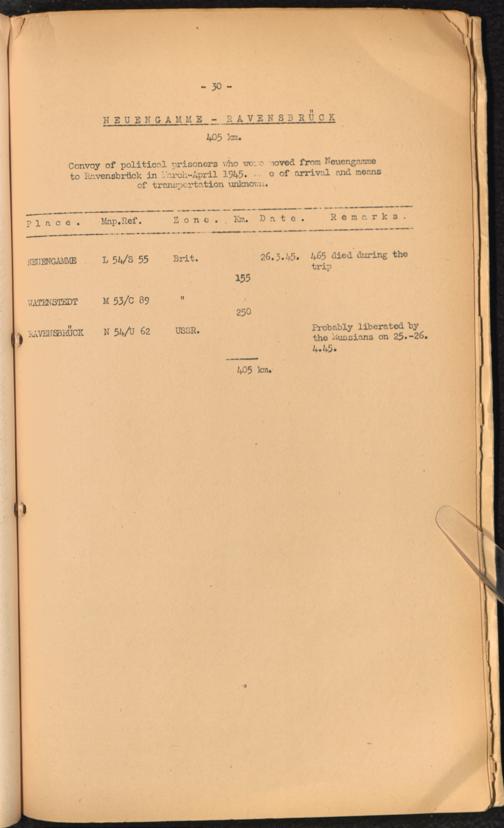 - 30 -
NEUENGAMME - RAVENSBRÜCK
405 km.
Convoy of political prisoners who were moved from Neuengamme
to Ravensbrück in March-April 1945. of arrival and means
of transportation unknown.
Place. Map.Ref. Zone. Km. Date. Remarks.
NEUENGAMME L 54/S 55 Brit. 26.3.45. 465 died during the
trip
155
WATENSTEDT M 53/C 89 "
250
RAVENSBRÜCK N 54/U 62 USSR. Probably liberated by
the Russians on 25.-26.
4.45.
405 km.